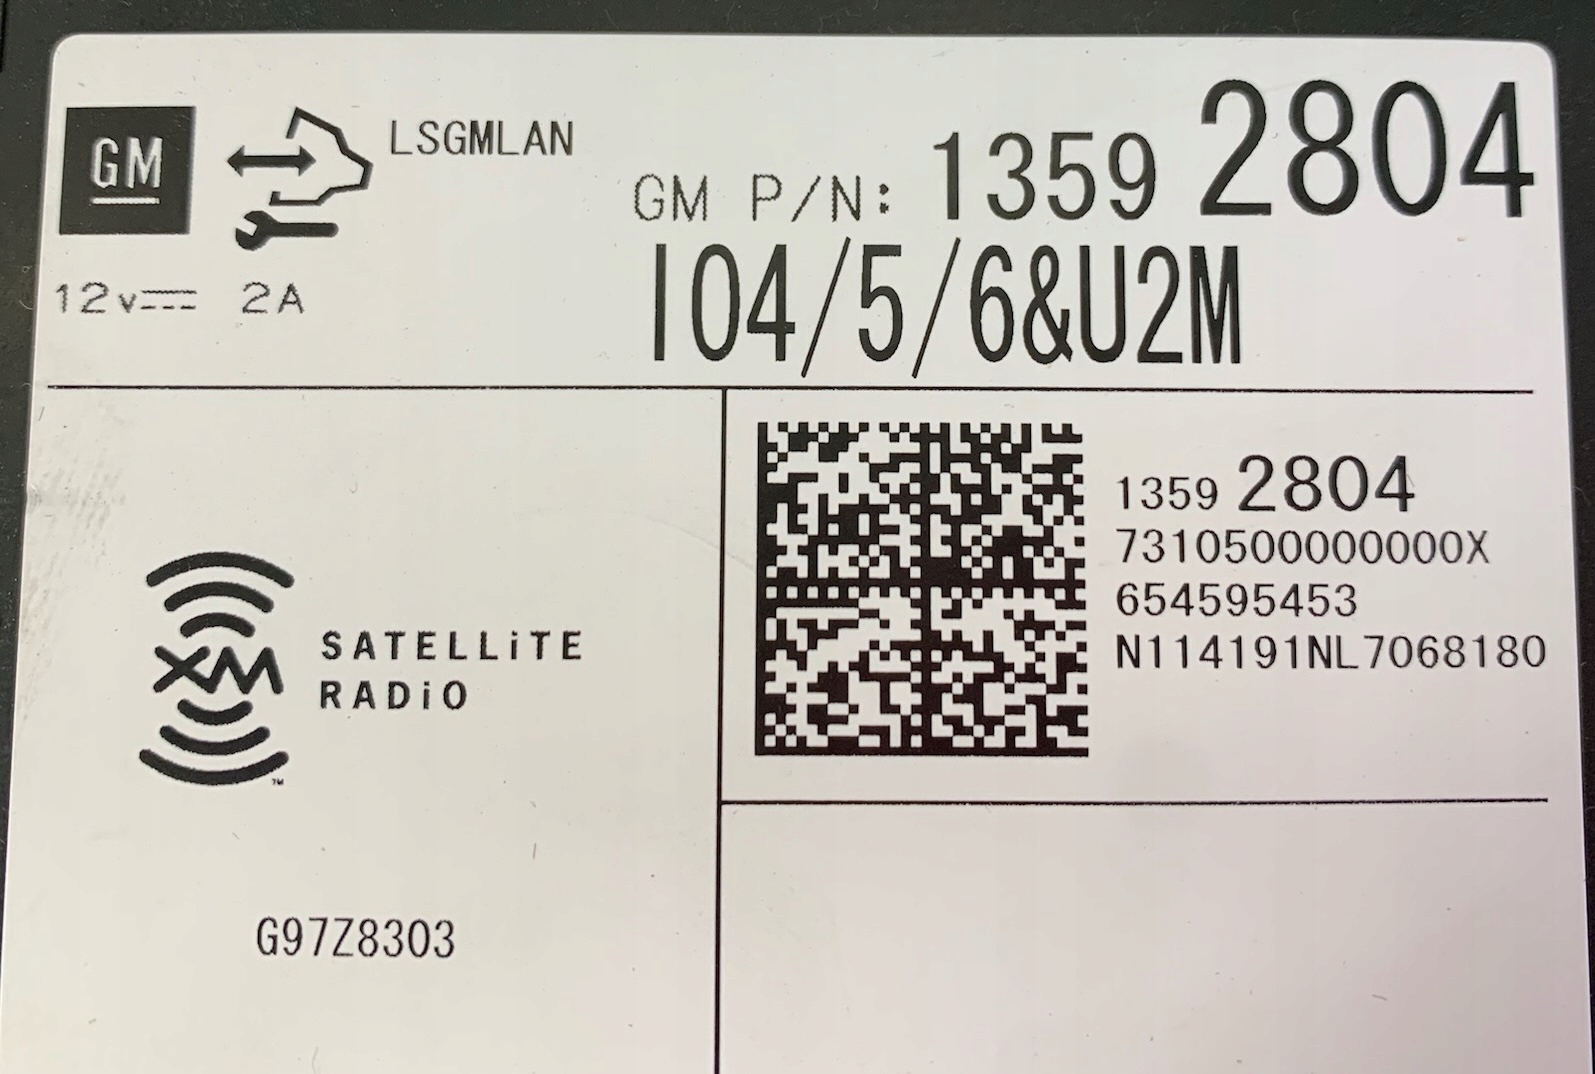 GM
LSGMLAN
GM P/N: 1359 2804
12V 2A
I04/5/6&U2M
1359 2804
7310500000000X
654595453
N114191NL7068180
XM SATELLiTE
RADiO
TM
G97Z8303